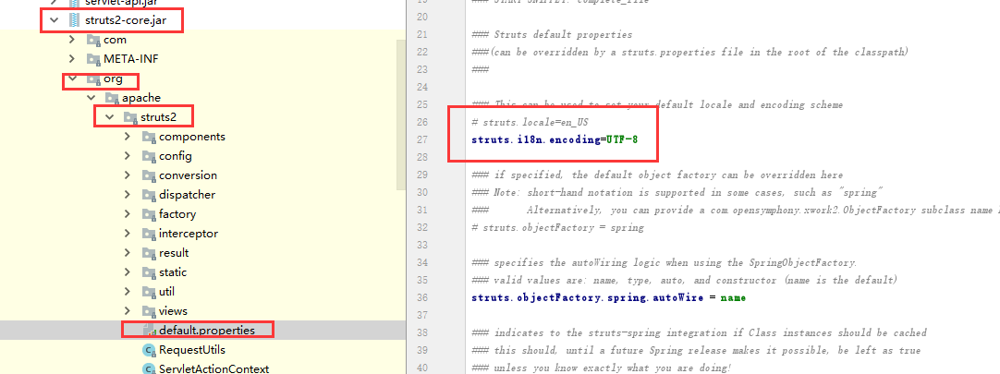 servlet-api.jar
struts2-core.jar
com
META-INF
org
apache
struts2
components
config
conversion
dispatcher
factory
interceptor
result
static
util
views
default.properties
RequestUtils
ServletActionContext
19
20
21 ### Struts default properties
22 ###(can be overridden by a struts.properties file in the root of the classpath)
23 ###
24
25 ### This can be used to set your default locale and encoding scheme
26 # struts.locale=en_US
27 struts.i18n.encoding=UTF-8
28
29 ### if specified, the default object factory can be overridden here
30 ### Note: short-hand notation is supported in some cases, such as "spring"
31 ### Alternatively, you can provide a com.opensymphony.xwork2.ObjectFactory subclass name
32 # struts.objectFactory = spring
33
34 ### specifies the autoWiring logic when using the SpringObjectFactory.
35 ### valid values are: name, type, auto, and constructor (name is the default)
36 struts.objectFactory.spring.autoWire = name
37
38 ### indicates to the struts-spring integration if Class instances should be cached
39 ### this should, until a future Spring release makes it possible, be left as true
40 ### unless you know exactly what you are doing!